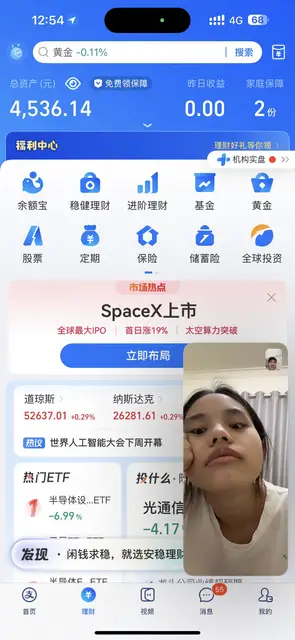 12:54
4G 68
黄金 -0.11% 搜索
总资产(元) 免费领保障 昨日收益 家庭保障
4,536.14 0.00 2份
福利中心 理财好礼等你领
机构实盘
余额宝 稳健理财 进阶理财 基金 黄金
股票 定期 保险 储蓄险 全球投资
市场热点
SpaceX上市
全球最大IPO | 首日涨19% | 太空算力突破
立即布局
道琼斯 纳斯达克
52637.01 +0.29% 26281.61
热议 世界人工智能大会下周开幕
热门ETF 投什么
1 半导体设...ETF 光通信
-6.99% -4.17
发现 · 闲钱求稳，就选安稳理财
首页 理财 视频 消息 55 我的